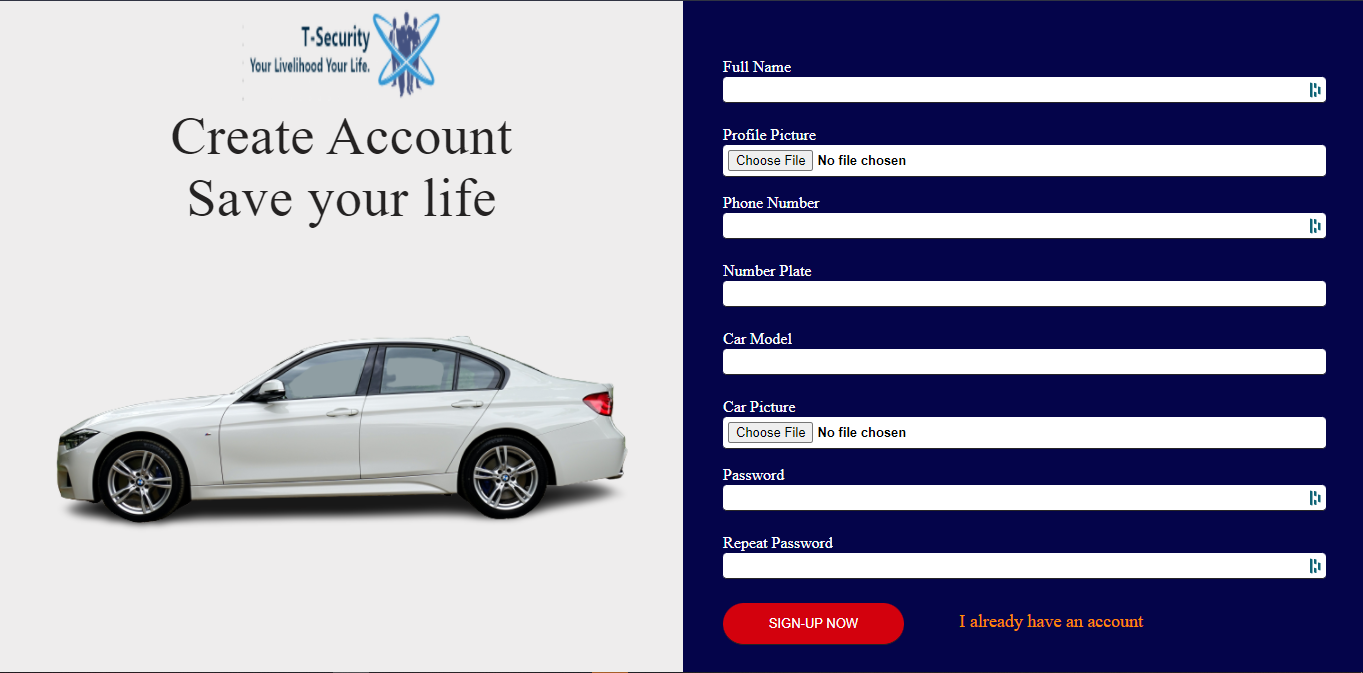 T-Security
Your Livelihood Your Life.
Create Account
Save your life
Full Name
Profile Picture
Choose File No file chosen
Phone Number
Number Plate
Car Model
Car Picture
Choose File No file chosen
Password
Repeat Password
SIGN-UP NOW
I already have an account